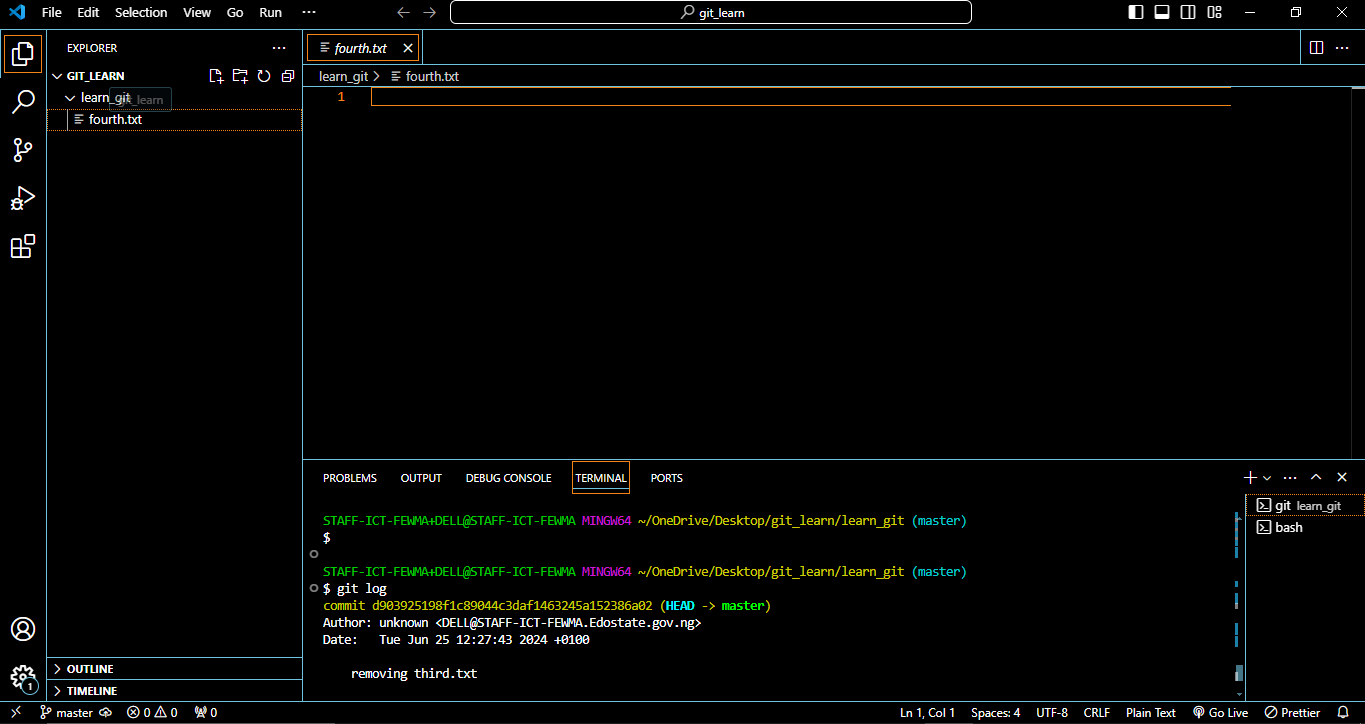 File Edit Selection View Go Run ··· git_learn
EXPLORER ···
fourth.txt
GIT_LEARN
learn_git > fourth.txt
learn_git
git_learn
1
fourth.txt
PROBLEMS OUTPUT DEBUG CONSOLE TERMINAL PORTS
git learn_git
bash
STAFF-ICT-FEWMA+DELL@STAFF-ICT-FEWMA MINGW64 ~/OneDrive/Desktop/git_learn/learn_git (master)
$
STAFF-ICT-FEWMA+DELL@STAFF-ICT-FEWMA MINGW64 ~/OneDrive/Desktop/git_learn/learn_git (master)
$ git log
commit d903925198f1c89044c3daf1463245a152386a02 (HEAD -> master)
Author: unknown <DELL@STAFF-ICT-FEWMA.Edostate.gov.ng>
Date:   Tue Jun 25 12:27:43 2024 +0100
removing third.txt
OUTLINE
1
TIMELINE
master 0 0 0 Ln 1, Col 1 Spaces: 4 UTF-8 CRLF Plain Text Go Live Prettier